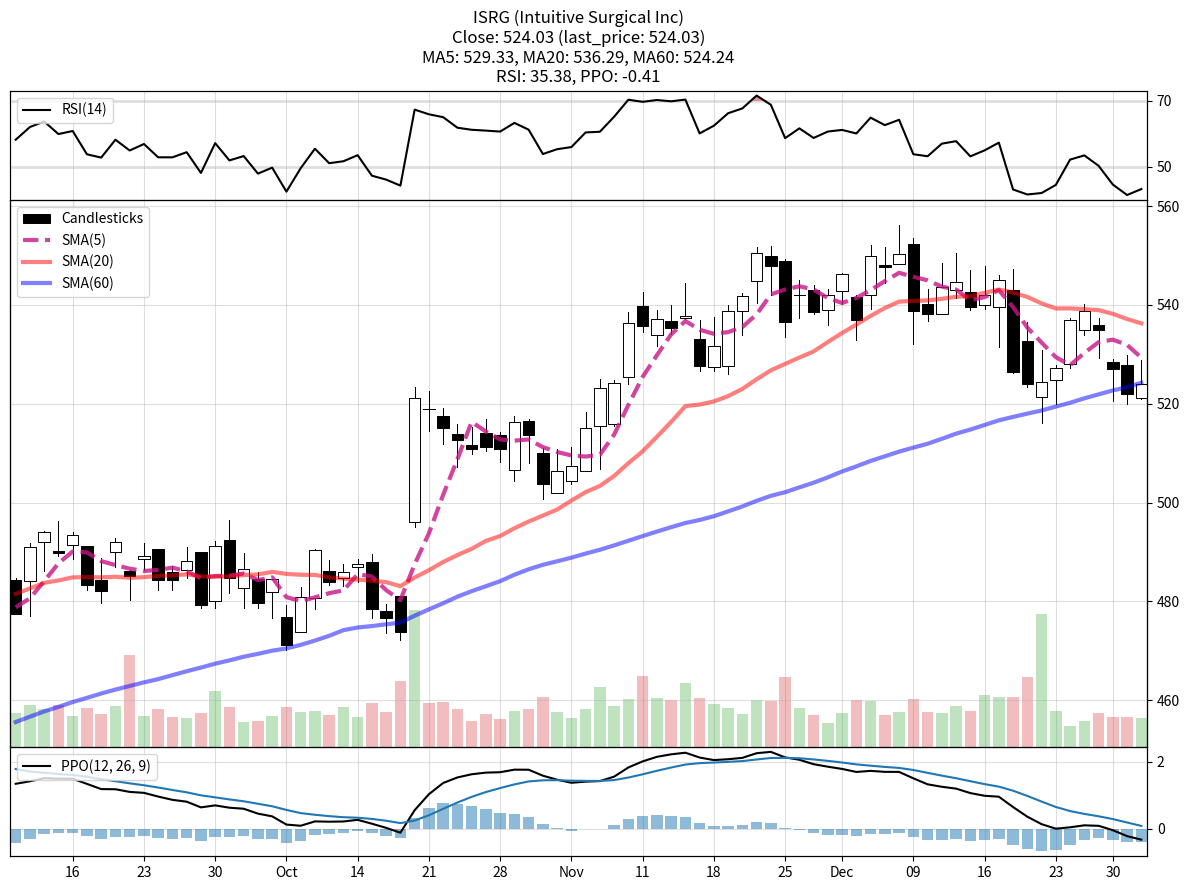 ISRG (Intuitive Surgical Inc)
Close: 524.03 (last_price: 524.03)
MA5: 529.33, MA20: 536.29, MA60: 524.24
RSI: 35.38, PPO: -0.41
RSI(14)
70
50
Candlesticks
SMA(5)
SMA(20)
SMA(60)
560
540
520
500
480
460
PPO(12, 26, 9)
2
0
16 23 30 Oct 14 21 28 Nov 11 18 25 Dec 09 16 23 30